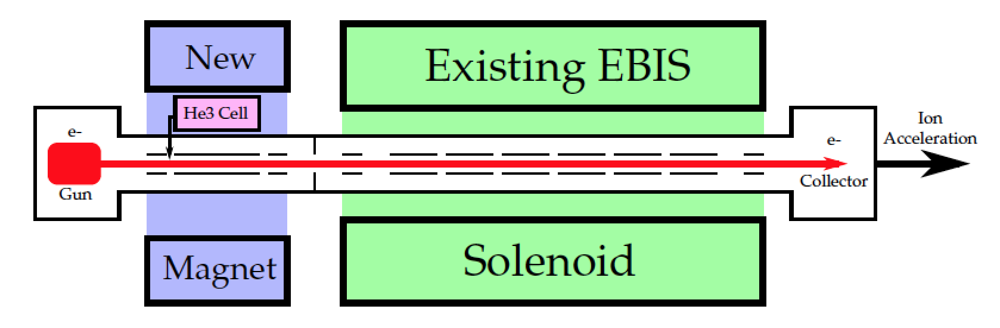 New
Existing EBIS
He3 Cell
e-
Gun
e-
Collector
Ion
Acceleration
Magnet
Solenoid